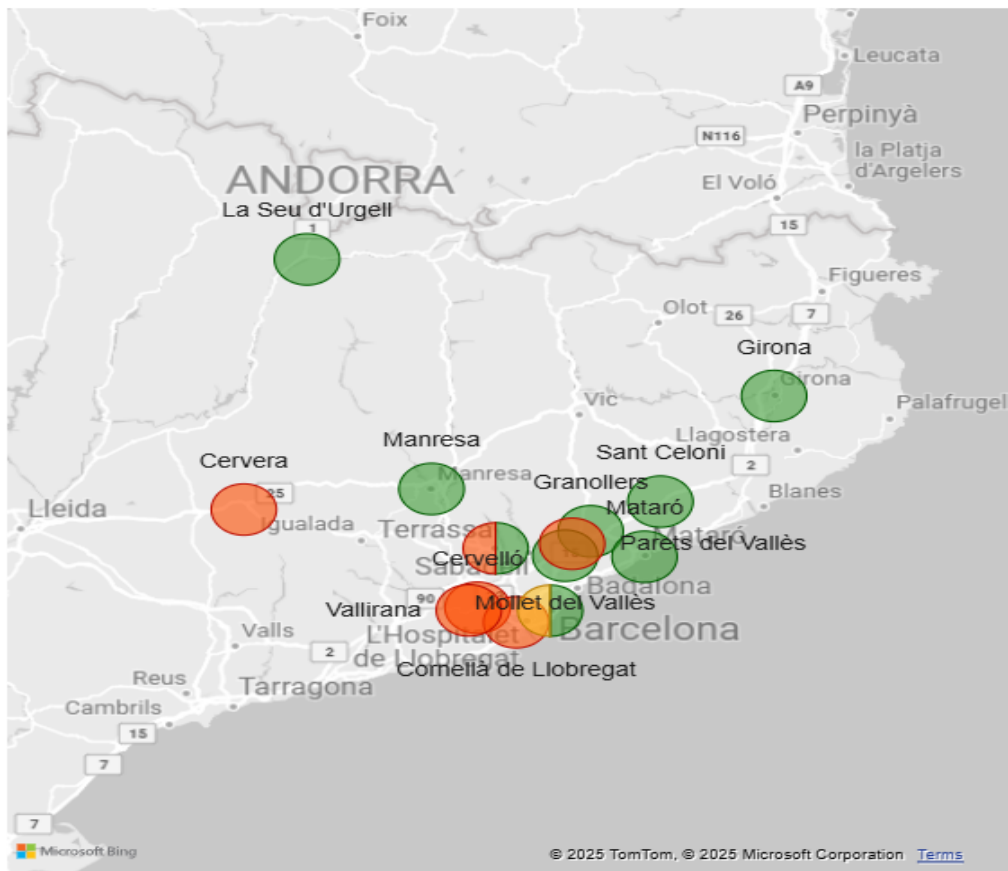 Foix
Leucata
A9
Perpinyà
N116
la Platja
d'Argelers
ANDORRA
El Voló
La Seu d'Urgell
1
15
Figueres
Olot
26
7
Girona
Girona
Vic
Palafrugel
Manresa
Llagostera
Sant Celoni
Cervera
Manresa
2
Granollers
25
Blanes
Lleida
Mataró
Igualada
Terrassa
Mataró
Parets del Vallès
Cervelló
Badalona
90
Vallirana
Mollet del Vallès
Barcelona
L'Hospitalet
de Llobregat
Valls
2
Cornellà de Llobregat
Reus
Tarragona
Cambrils
15
7
7
Microsoft Bing
© 2025 TomTom, © 2025 Microsoft Corporation Terms